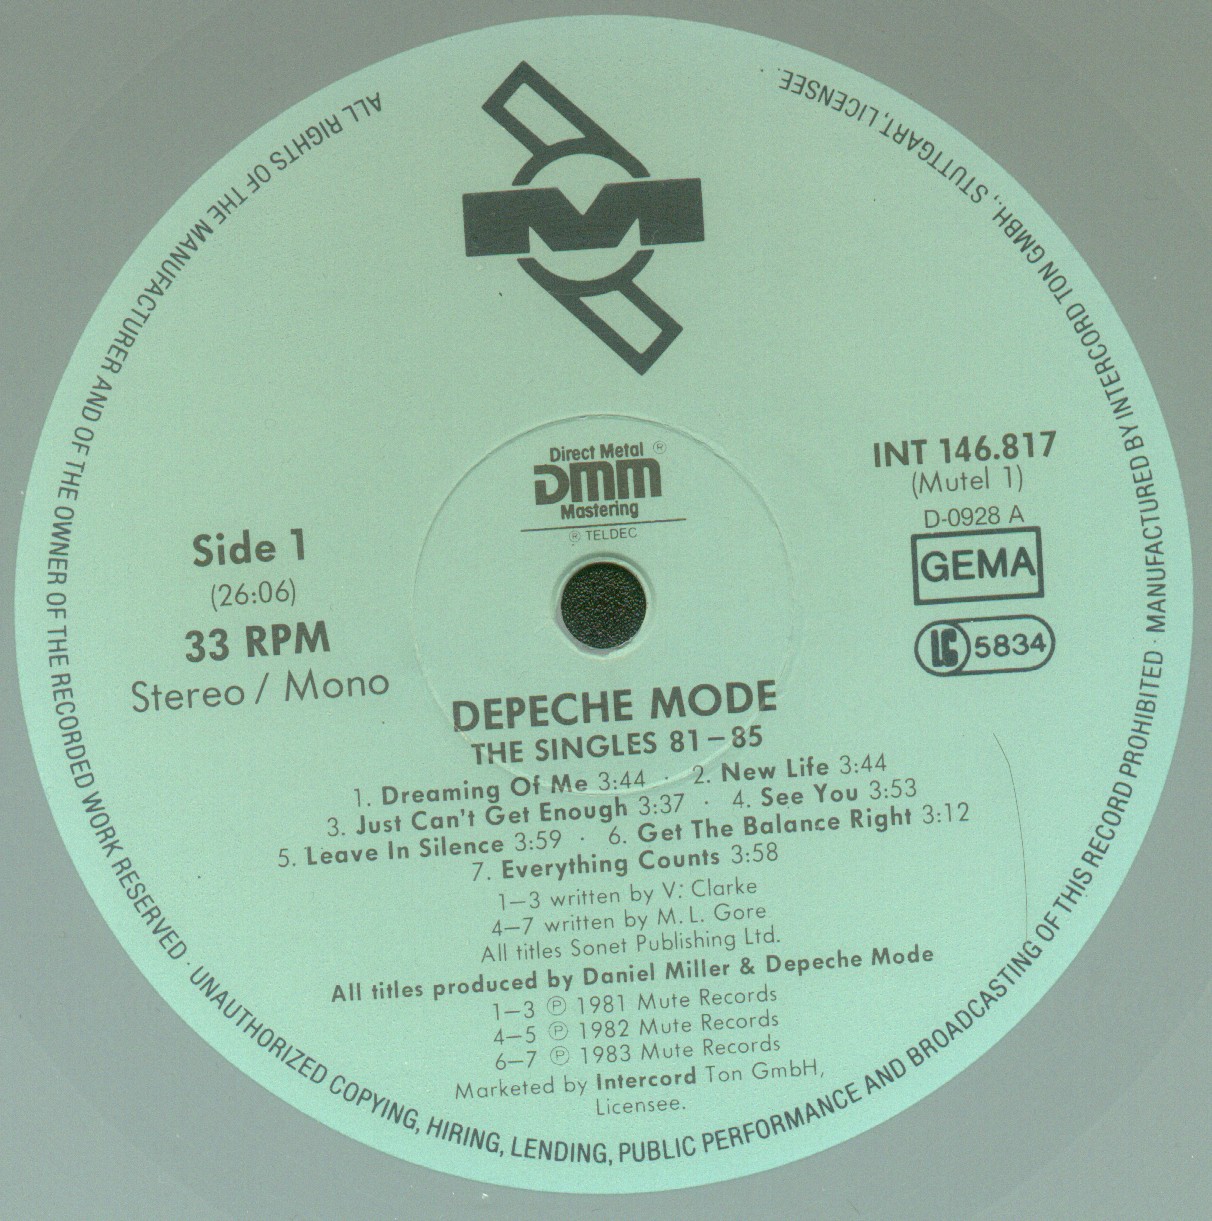 ALL RIGHTS OF THE MANUFACTURER AND OF THE OWNER OF THE RECORDED WORK RESERVED · UNAUTHORIZED COPYING, HIRING, LENDING, PUBLIC PERFORMANCE AND BROADCASTING OF THIS RECORD PROHIBITED · MANUFACTURED BY INTERCORD TON GMBH., STUTTGART, LICENSEE.
M
Direct Metal ®
DMM
Mastering
® TELDEC
INT 146.817
(Mutel 1)
D-0928 A
GEMA
LC 5834
Side 1
(26:06)
33 RPM
Stereo / Mono
DEPECHE MODE
THE SINGLES 81–85
1. Dreaming Of Me 3:44 · 2. New Life 3:44
3. Just Can't Get Enough 3:37 · 4. See You 3:53
5. Leave In Silence 3:59 · 6. Get The Balance Right 3:12
7. Everything Counts 3:58
1–3 written by V. Clarke
4–7 written by M. L. Gore
All titles Sonet Publishing Ltd.
All titles produced by Daniel Miller & Depeche Mode
1–3 ℗ 1981 Mute Records
4–5 ℗ 1982 Mute Records
6–7 ℗ 1983 Mute Records
Marketed by Intercord Ton GmbH,
Licensee.